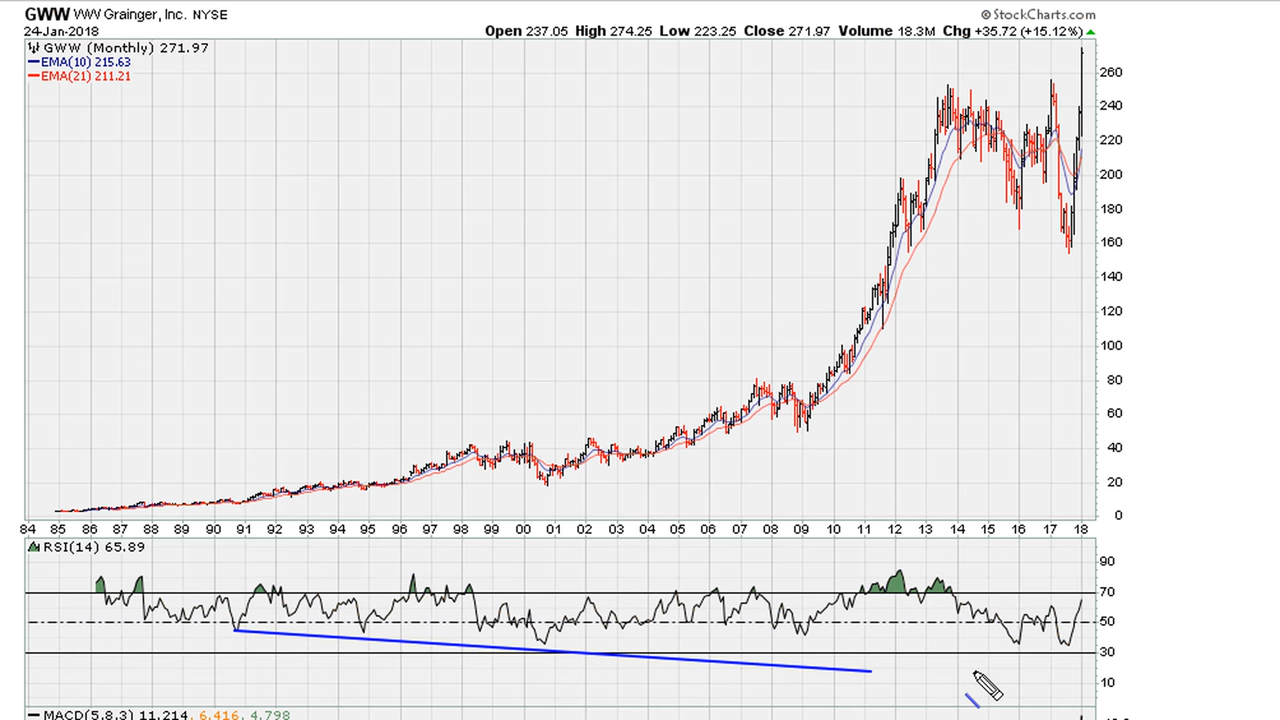 GWW W.W. Grainger, Inc. NYSE © StockCharts.com
24-Jan-2018 Open 237.05 High 274.25 Low 223.25 Close 271.97 Volume 18.3M Chg +35.72 (+15.12%)
GWW (Monthly) 271.97
EMA(10) 215.63
EMA(21) 211.21
260
240
220
200
180
160
140
120
100
80
60
40
20
0
84 85 86 87 88 89 90 91 92 93 94 95 96 97 98 99 00 01 02 03 04 05 06 07 08 09 10 11 12 13 14 15 16 17 18
RSI(14) 65.89
90
70
50
30
10
MACD(5,8,3) 11.214, 6.416, 4.798